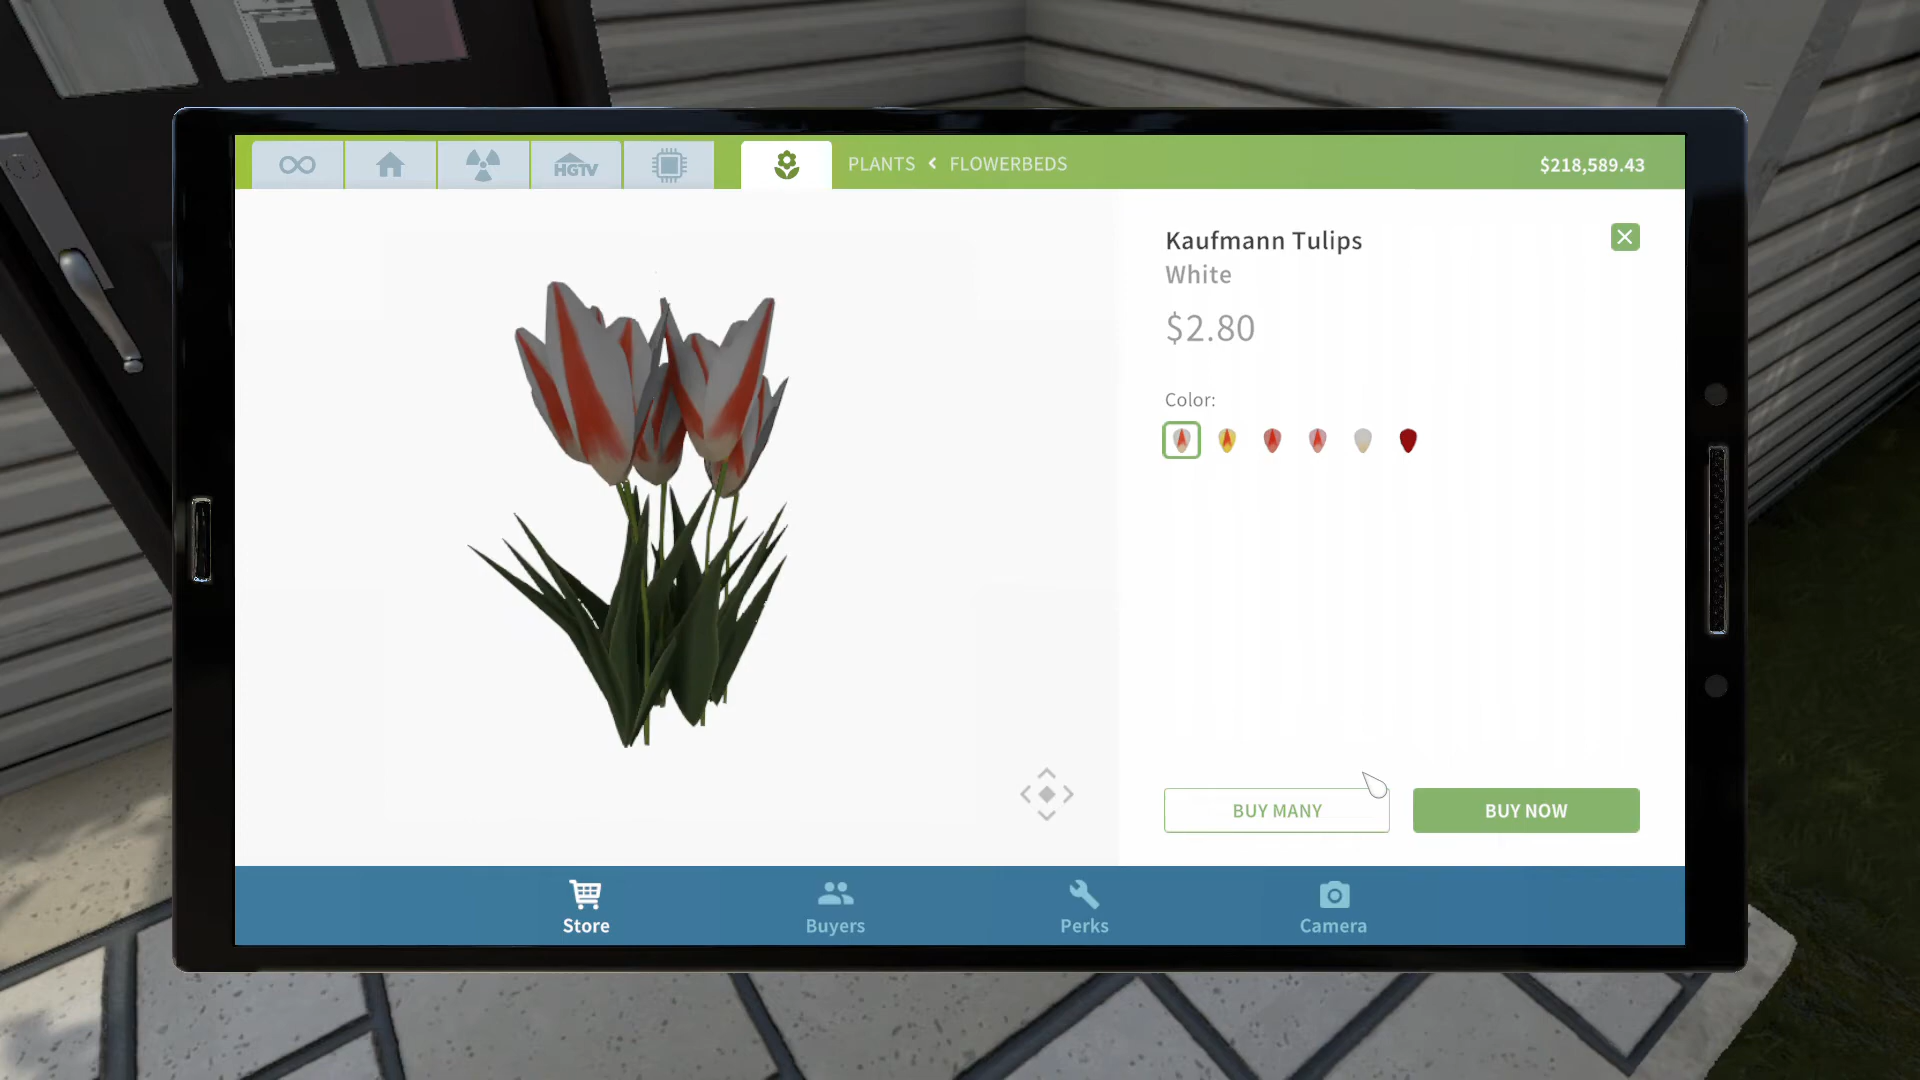 HGTV
PLANTS < FLOWERBEDS
$218,589.43
Kaufmann Tulips
White
$2.80
Color:
BUY MANY
BUY NOW
Store
Buyers
Perks
Camera